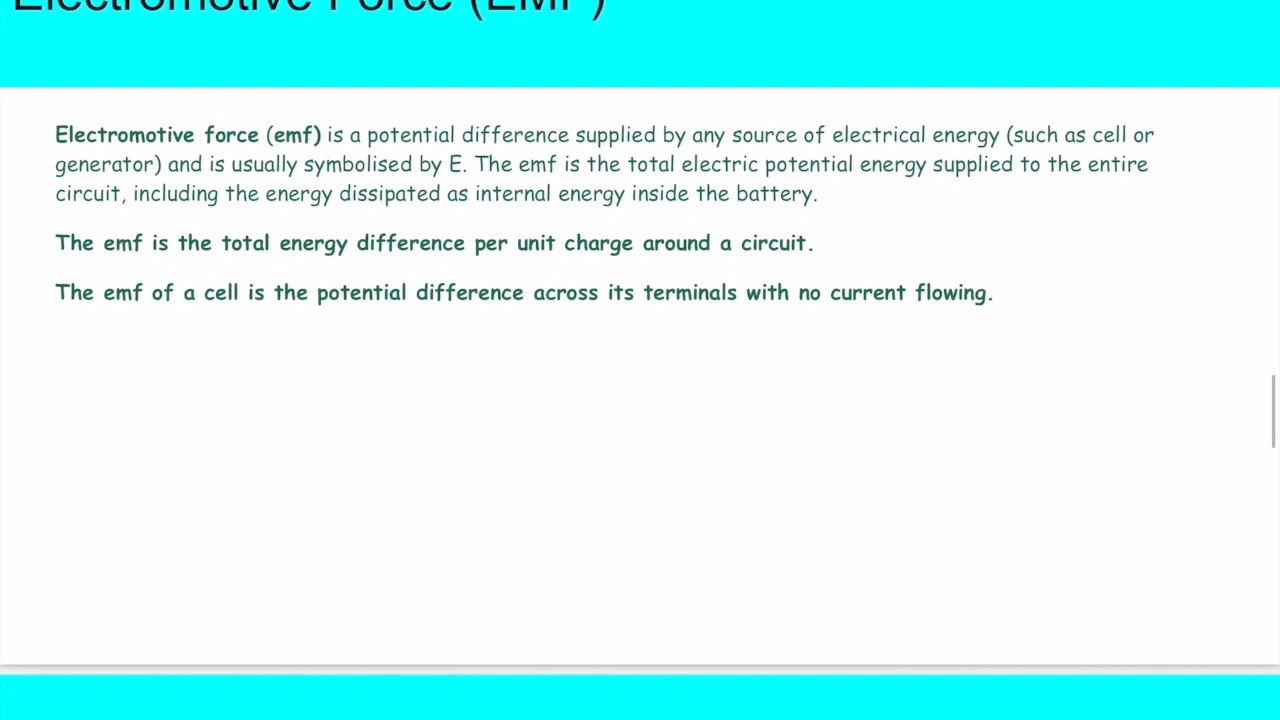 Electromotive Force (EMF)
Electromotive force (emf) is a potential difference supplied by any source of electrical energy (such as cell or
generator) and is usually symbolised by E. The emf is the total electric potential energy supplied to the entire
circuit, including the energy dissipated as internal energy inside the battery.
The emf is the total energy difference per unit charge around a circuit.
The emf of a cell is the potential difference across its terminals with no current flowing.